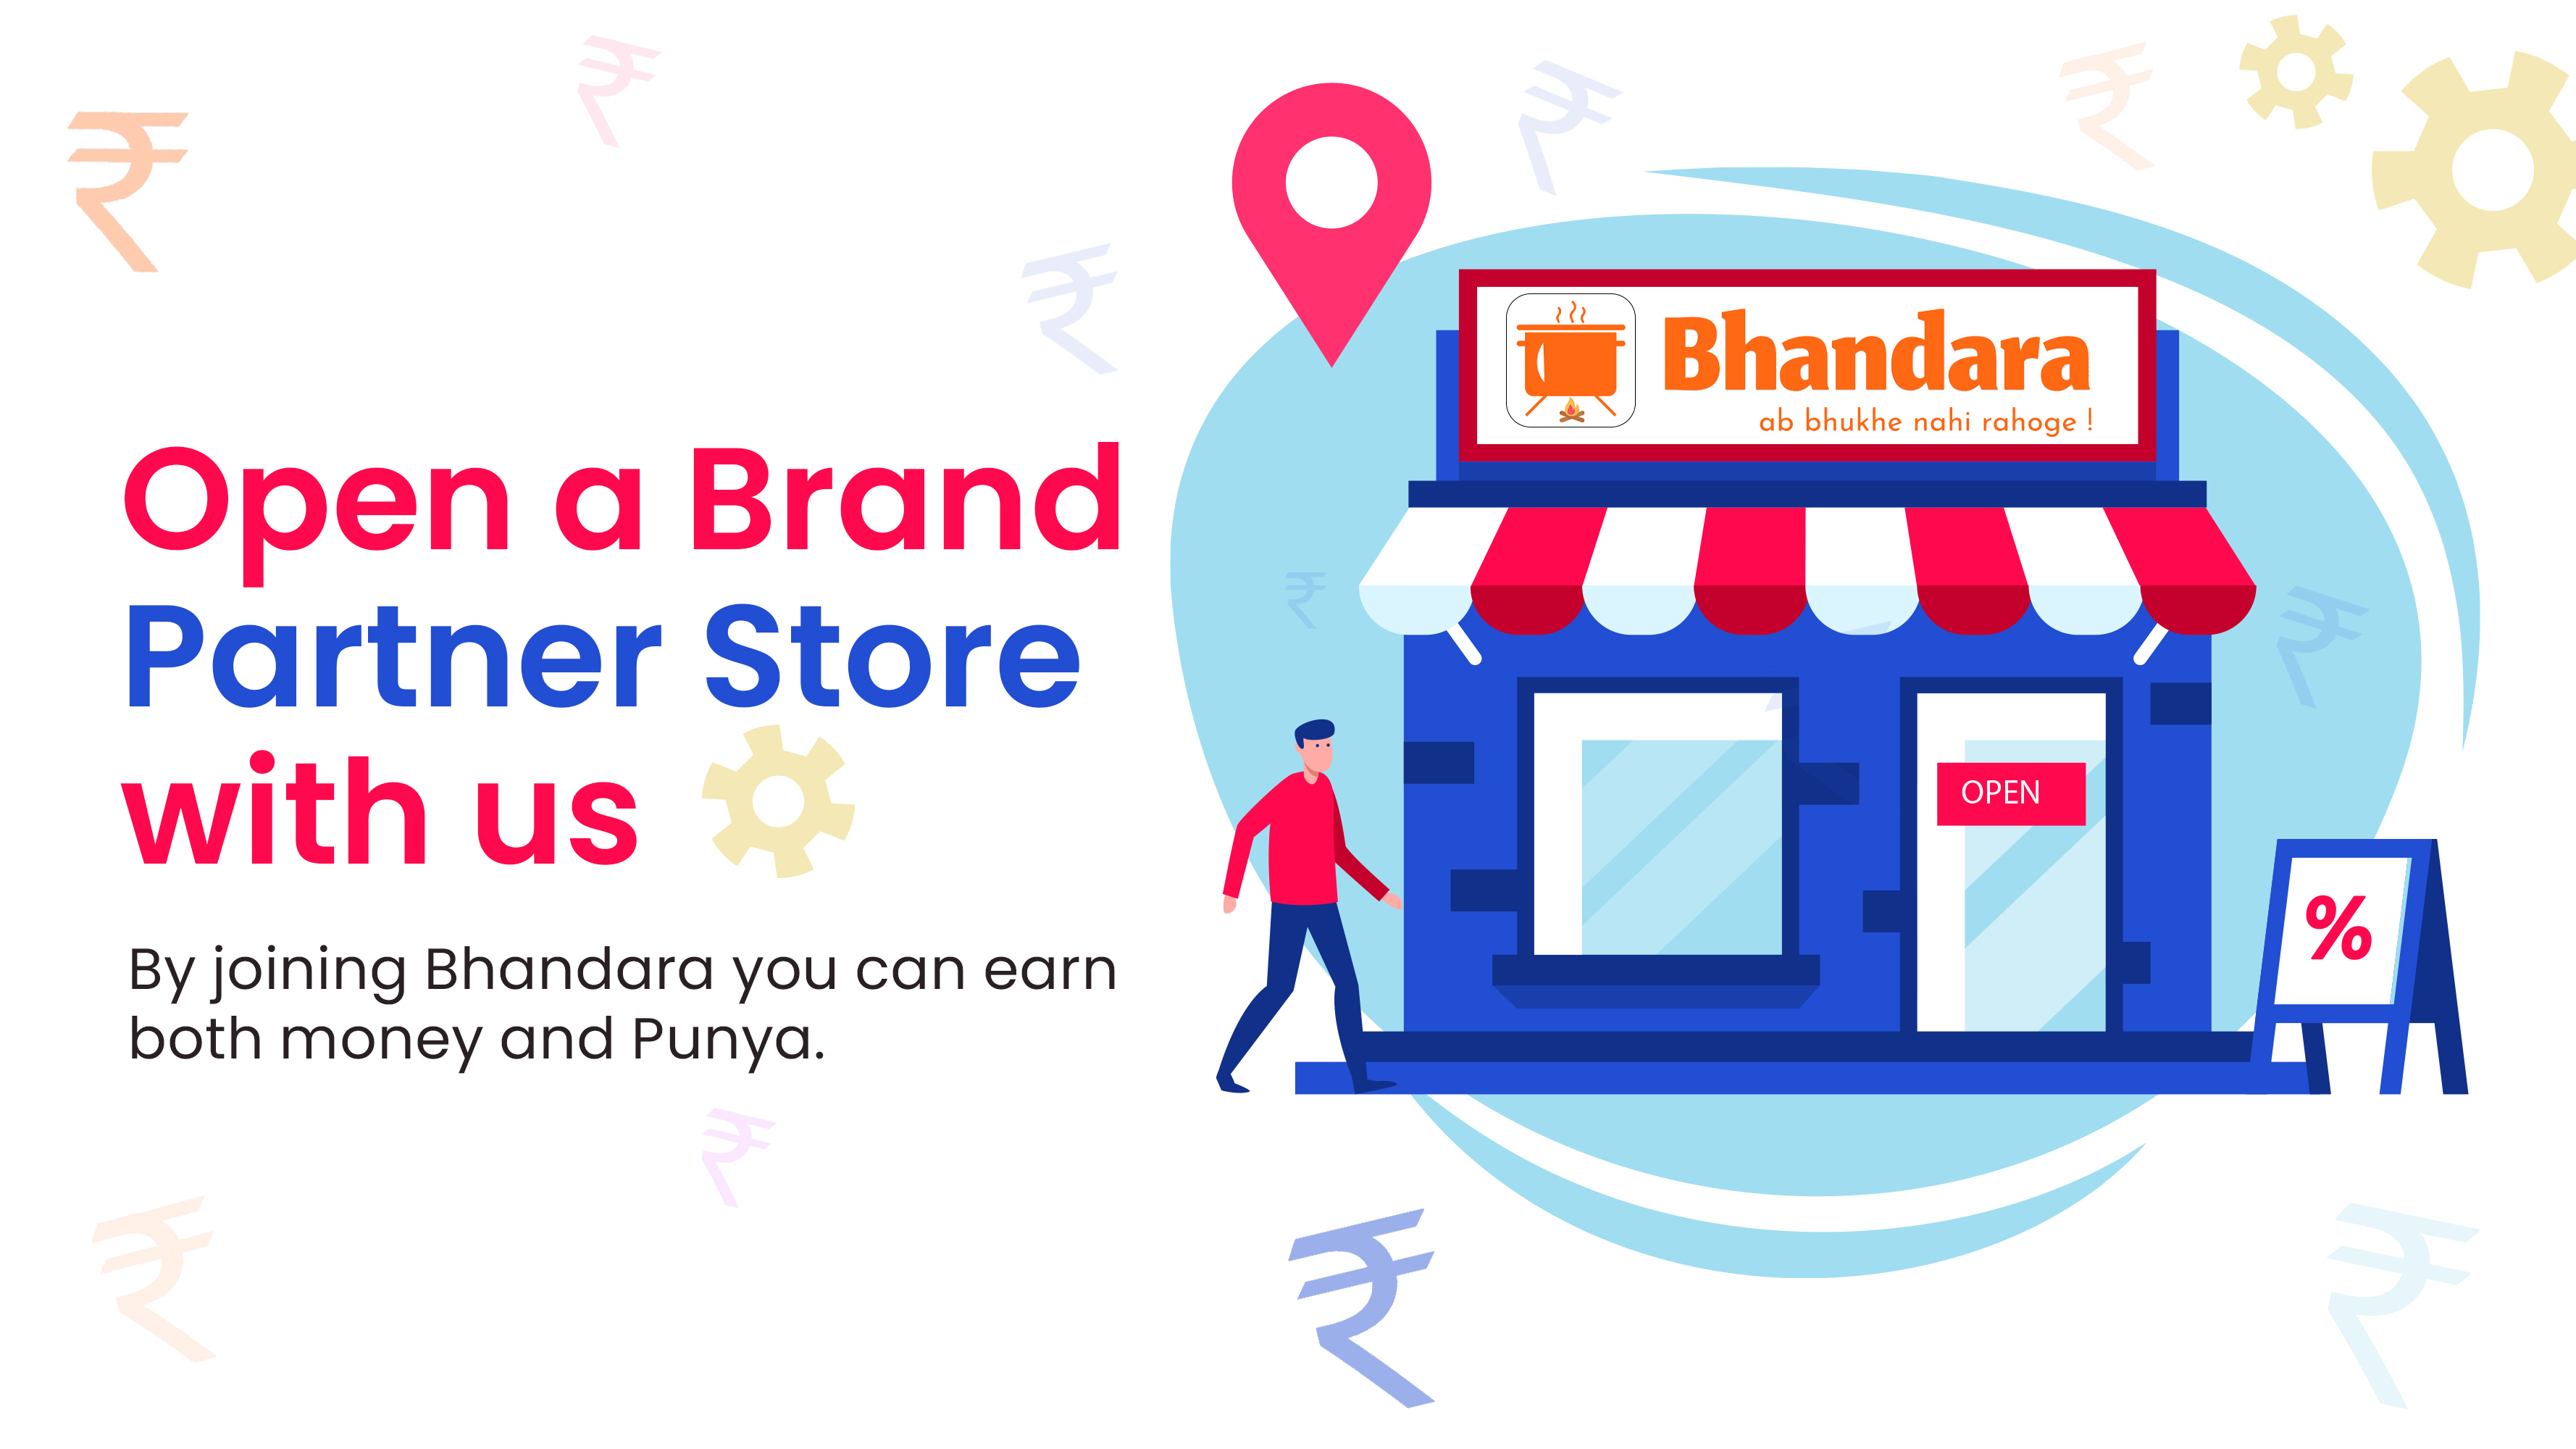 Open a Brand
Partner Store
with us
By joining Bhandara you can earn
both money and Punya.
Bhandara
ab bhukhe nahi rahoge !
OPEN
%
₹